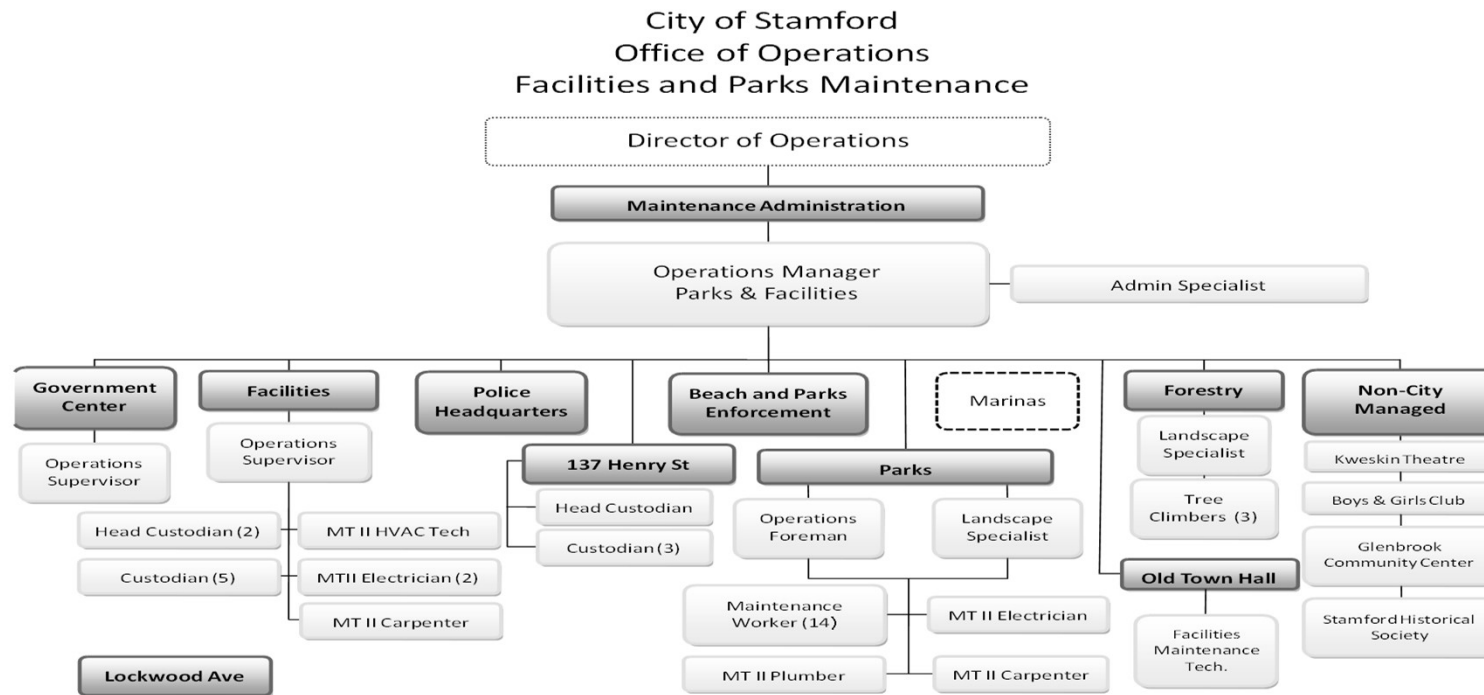 City of Stamford
Office of Operations
Facilities and Parks Maintenance
Director of Operations
Maintenance Administration
Operations Manager
Parks & Facilities
Admin Specialist
Government
Center
Operations
Supervisor
Facilities
Operations
Supervisor
Head Custodian (2)
MT II HVAC Tech
Custodian (5)
MTII Electrician (2)
MT II Carpenter
Lockwood Ave
Police
Headquarters
137 Henry St
Head Custodian
Custodian (3)
Beach and Parks
Enforcement
Parks
Operations
Foreman
Landscape
Specialist
Maintenance
Worker (14)
MT II Electrician
MT II Plumber
MT II Carpenter
Marinas
Forestry
Landscape
Specialist
Tree
Climbers (3)
Old Town Hall
Facilities
Maintenance
Tech.
Non-City
Managed
Kweskin Theatre
Boys & Girls Club
Glenbrook
Community Center
Stamford Historical
Society